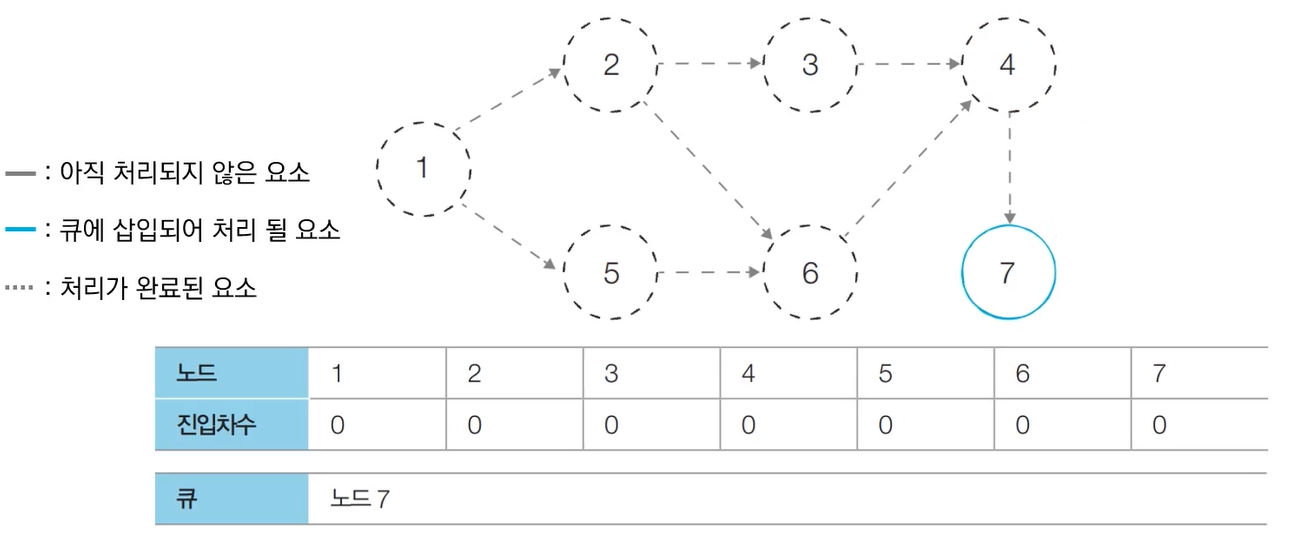 2 3 4
1
— : 아직 처리되지 않은 요소
— : 큐에 삽입되어 처리 될 요소
5 6 7
···· : 처리가 완료된 요소
노드 1 2 3 4 5 6 7
진입차수 0 0 0 0 0 0 0
큐 노드 7